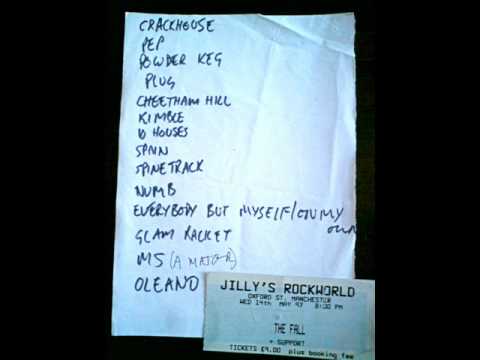 CRACKHOUSE
PEP
POWDER KEG
PLUG
CHEETHAM HILL
KIMBLE
10 HOUSES
SPAN
SPINETRACK
NUMB
EVERYBODY BUT MYSELF/ON MY
OWN
GLAM RACKET
M5 (A MAJOR)
OLEANO
JILLY'S ROCKWORLD
OXFORD ST. MANCHESTER
WED 14TH MAY 97 8:00 PM
THE FALL
+ SUPPORT
TICKETS £9.00 plus booking fee